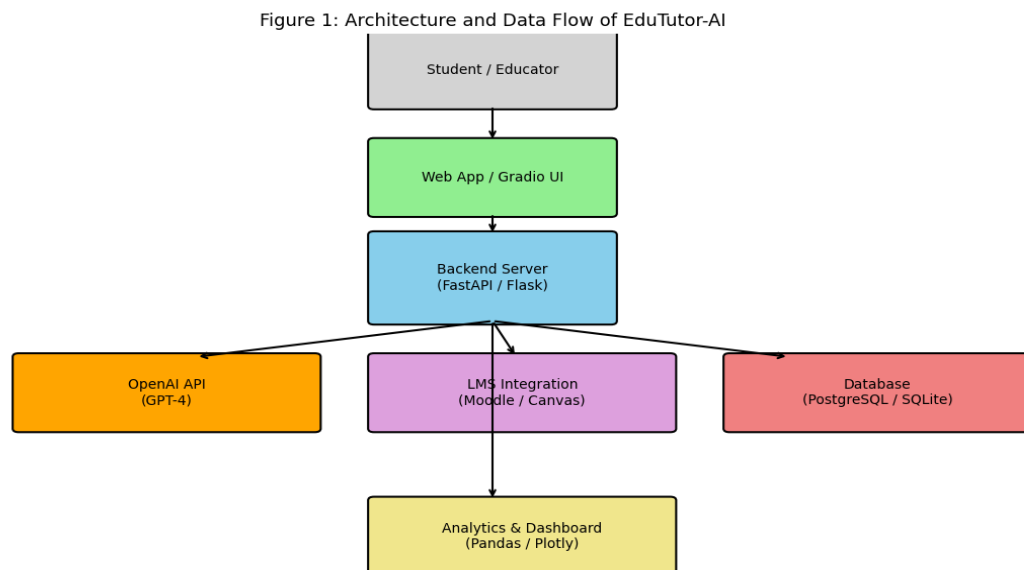 Figure 1: Architecture and Data Flow of EduTutor-AI
Student / Educator
Web App / Gradio UI
Backend Server
(FastAPI / Flask)
OpenAI API
(GPT-4)
LMS Integration
(Moodle / Canvas)
Database
(PostgreSQL / SQLite)
Analytics & Dashboard
(Pandas / Plotly)